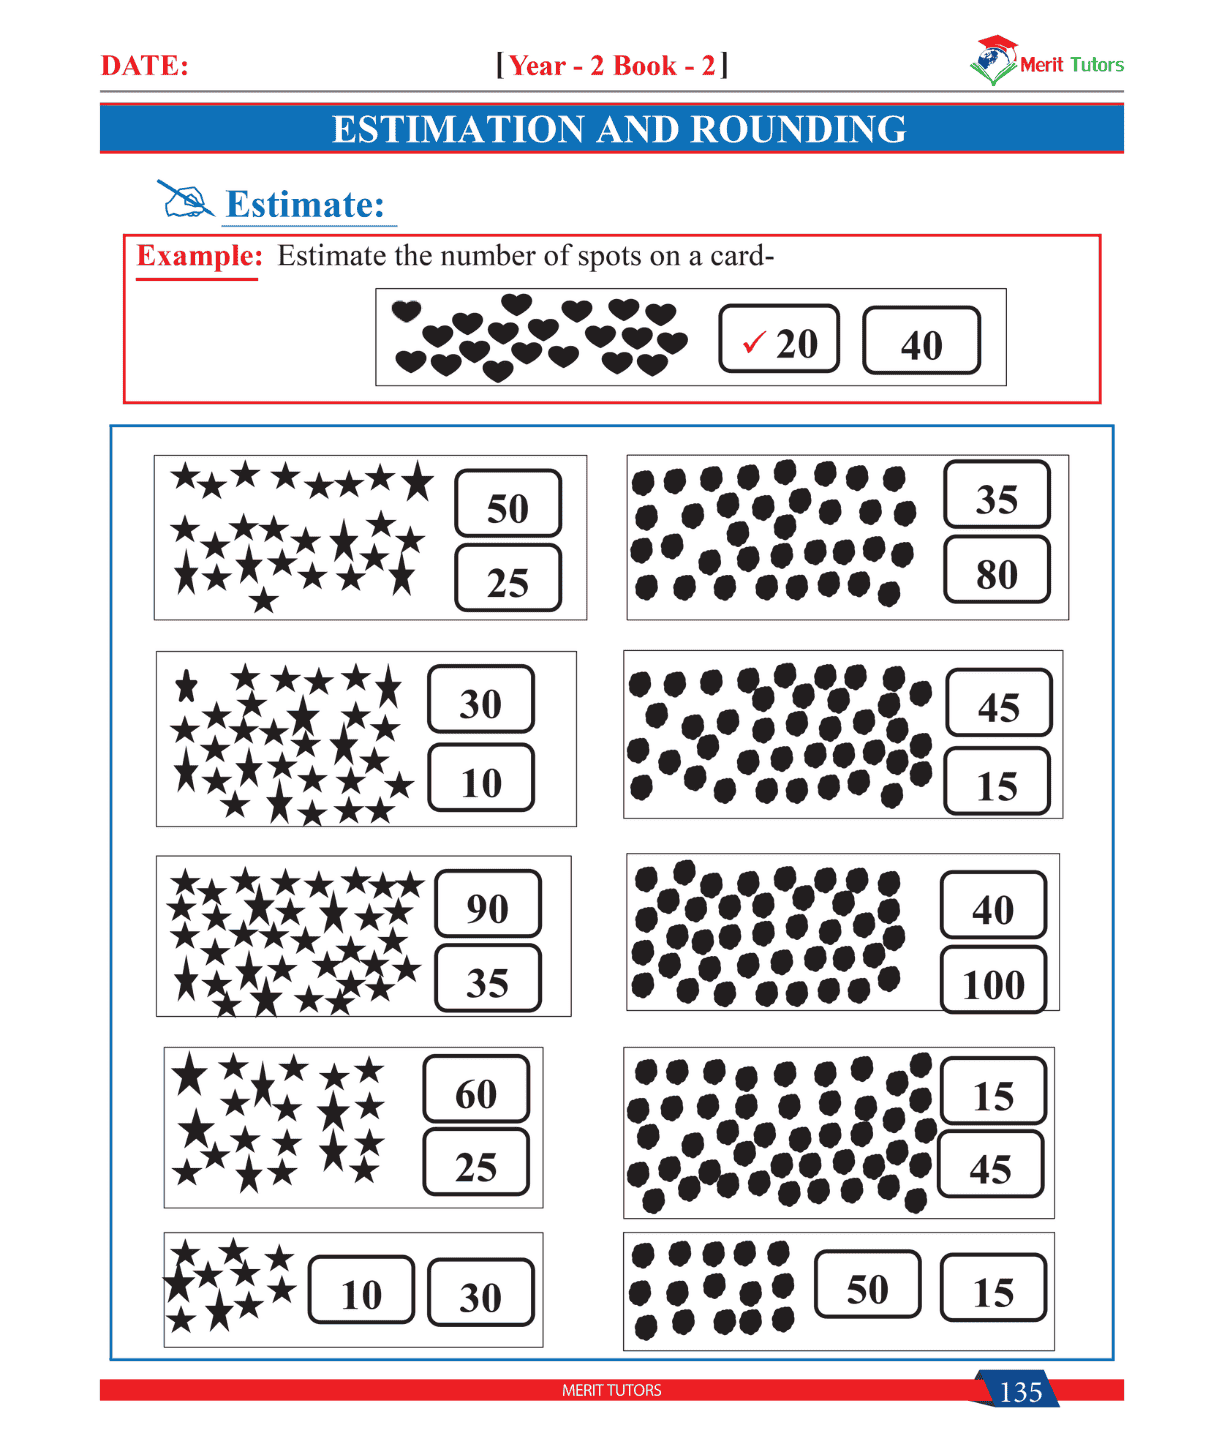 DATE:
[Year - 2 Book - 2]
Merit Tutors
ESTIMATION AND ROUNDING
Estimate:
Example: Estimate the number of spots on a card-
✓ 20 40
50
25
35
80
30
10
45
15
90
35
40
100
60
25
15
45
10 30
50 15
MERIT TUTORS
135